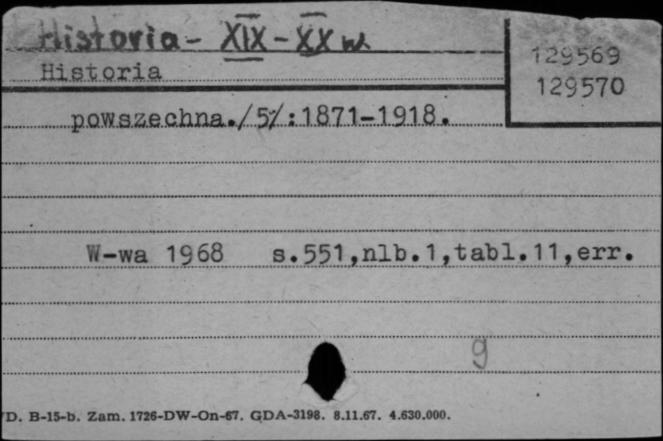 Historia - XIX - XX w
129569
Historia
129570
powszechna./5/:1871-1918.
W-wa 1968 s.551,nlb.1,tabl.11,err.
g
D. B-15-b. Zam. 1726-DW-On-67. GDA-3198. 8.11.67. 4.630.000.